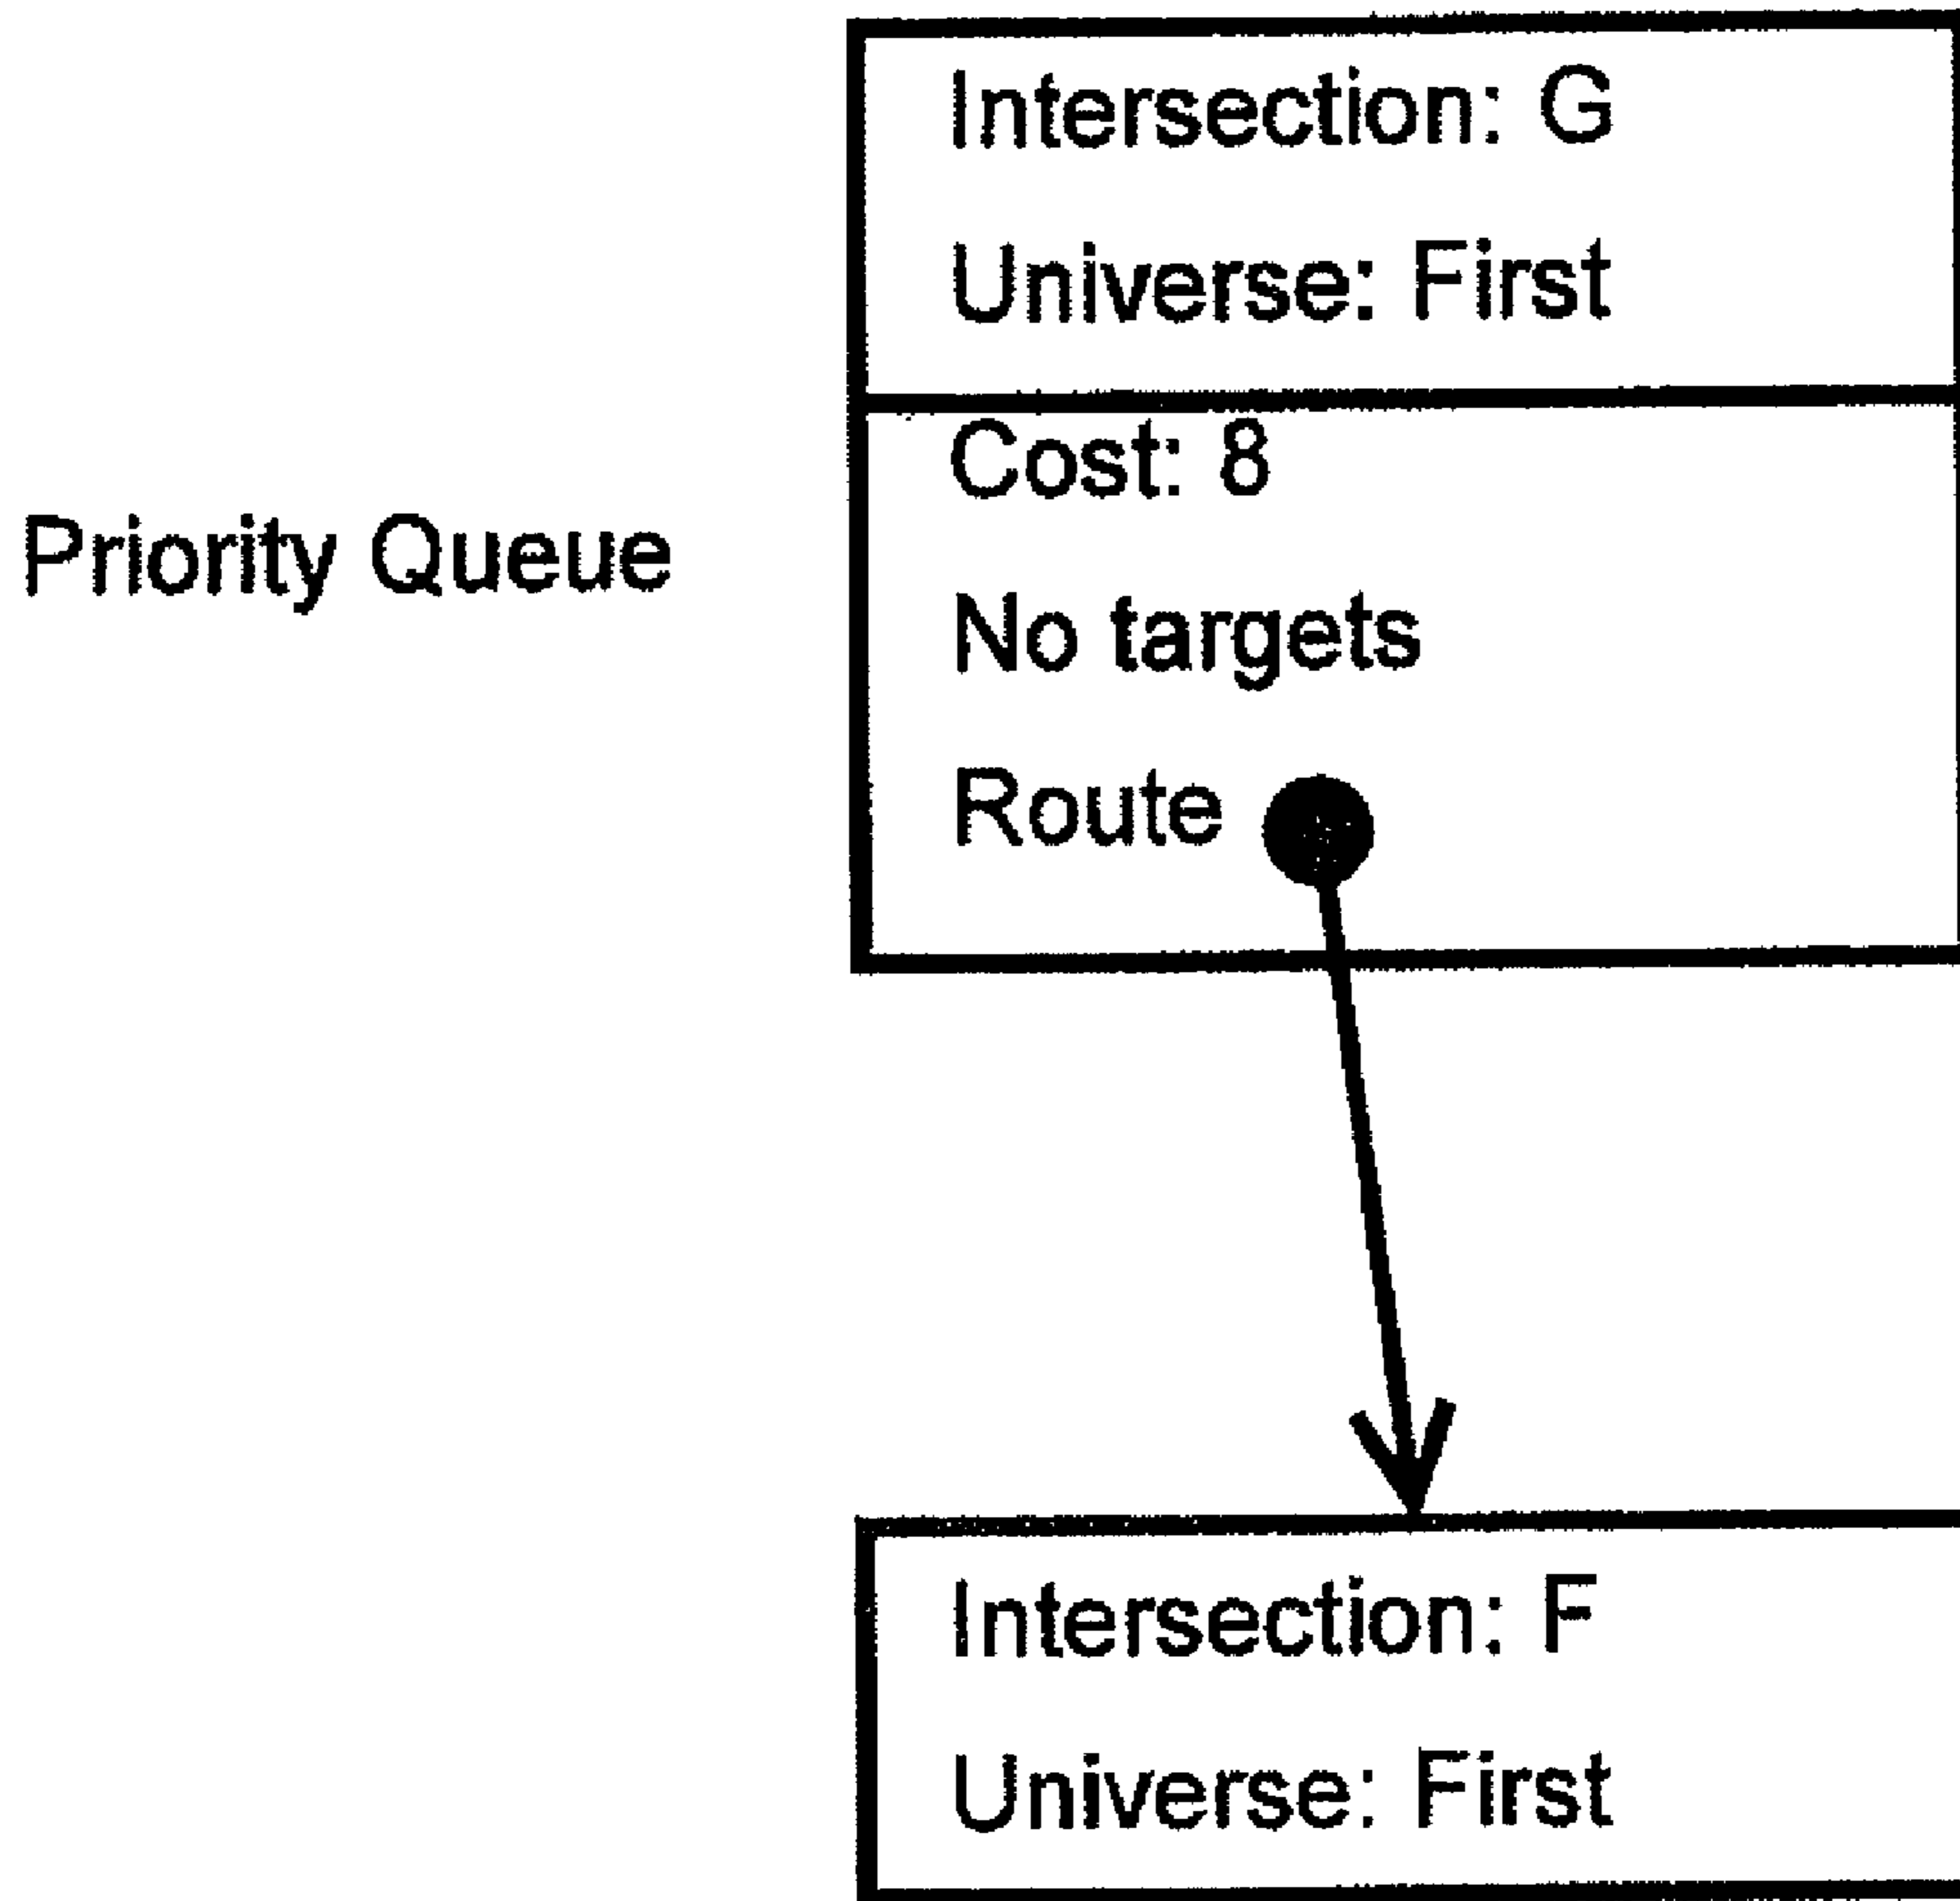 Intersection: G
Universe: First
Priority Queue
Cost: 8
No targets
Route
Intersection: F
Universe: First